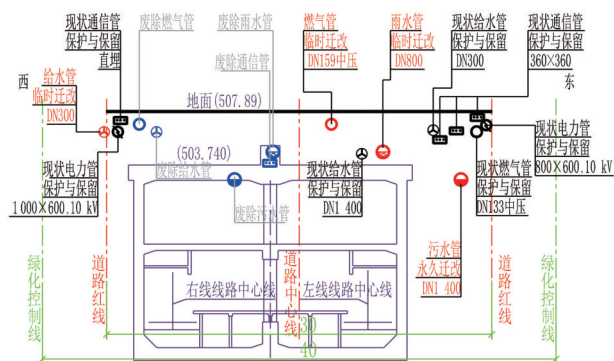 现状通信管
保护与保留
直埋
废除燃气管
废除雨水管
废除通信管
燃气管
临时迁改
DN159中压
雨水管
临时迁改
DN800
现状给水管
保护与保留
DN300
现状通信管
保护与保留
360×360
西
东
给水管
临时迁改
DN300
地面(507.89)
(503.740)
现状电力管
保护与保留
1 000×600.10 kV
废除给水管
废除污水管
现状给水管
保护与保留
DN1 400
现状燃气管
保护与保留
DN133中压
现状电力管
保护与保留
800×600.10 kV
污水管
永久迁改
DN1 400
绿化控制线
道路红线
右线线路中心线
道路中心线
左线线路中心线
道路红线
绿化控制线
30
40